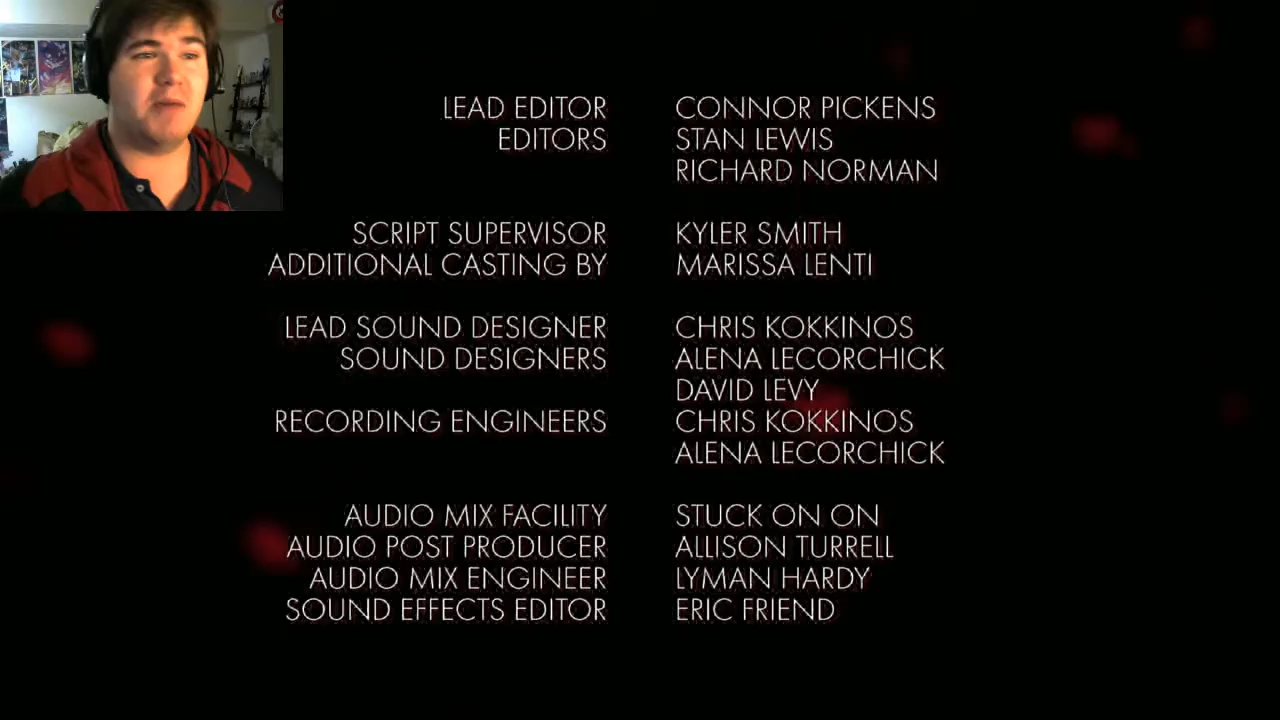 LEAD EDITOR CONNOR PICKENS
EDITORS STAN LEWIS
RICHARD NORMAN
SCRIPT SUPERVISOR KYLER SMITH
ADDITIONAL CASTING BY MARISSA LENTI
LEAD SOUND DESIGNER CHRIS KOKKINOS
SOUND DESIGNERS ALENA LECORCHICK
DAVID LEVY
RECORDING ENGINEERS CHRIS KOKKINOS
ALENA LECORCHICK
AUDIO MIX FACILITY STUCK ON ON
AUDIO POST PRODUCER ALLISON TURRELL
AUDIO MIX ENGINEER LYMAN HARDY
SOUND EFFECTS EDITOR ERIC FRIEND